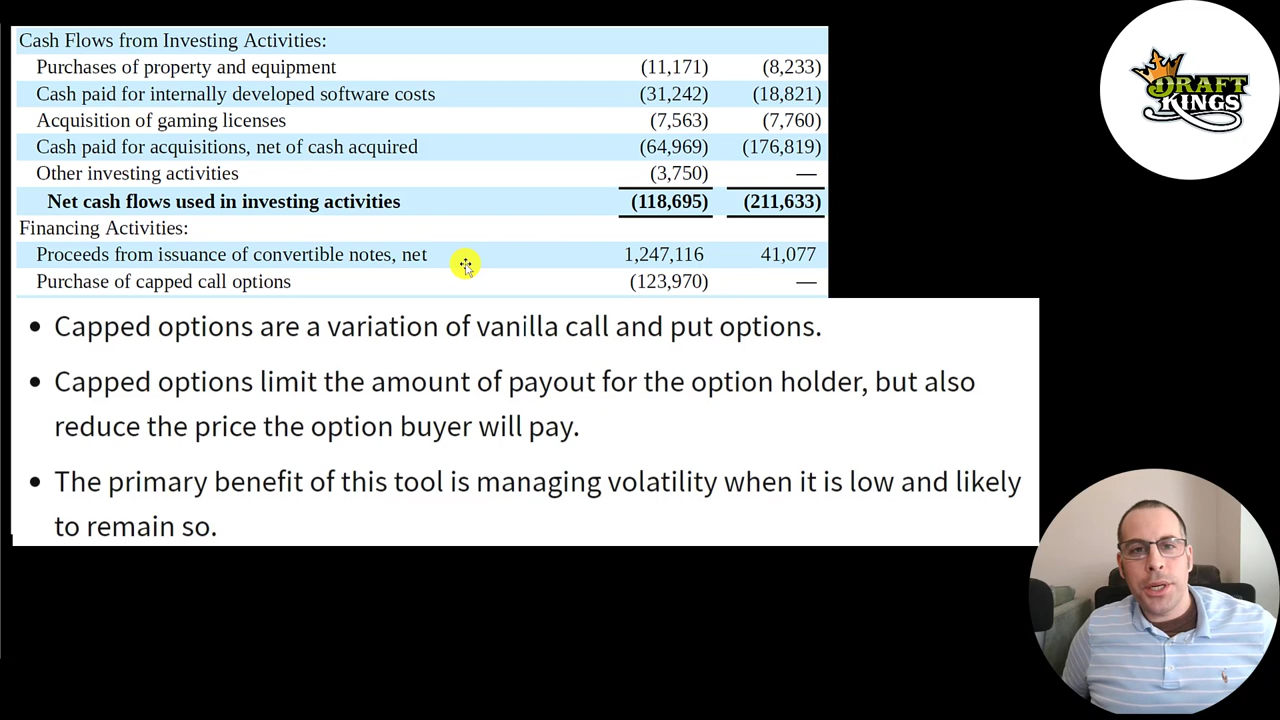 Cash Flows from Investing Activities:
Purchases of property and equipment (11,171) (8,233)
Cash paid for internally developed software costs (31,242) (18,821)
Acquisition of gaming licenses (7,563) (7,760)
Cash paid for acquisitions, net of cash acquired (64,969) (176,819)
Other investing activities (3,750) —
Net cash flows used in investing activities (118,695) (211,633)
Financing Activities:
Proceeds from issuance of convertible notes, net 1,247,116 41,077
Purchase of capped call options (123,970) —
• Capped options are a variation of vanilla call and put options.
• Capped options limit the amount of payout for the option holder, but also
reduce the price the option buyer will pay.
• The primary benefit of this tool is managing volatility when it is low and likely
to remain so.
DRAFT
KINGS